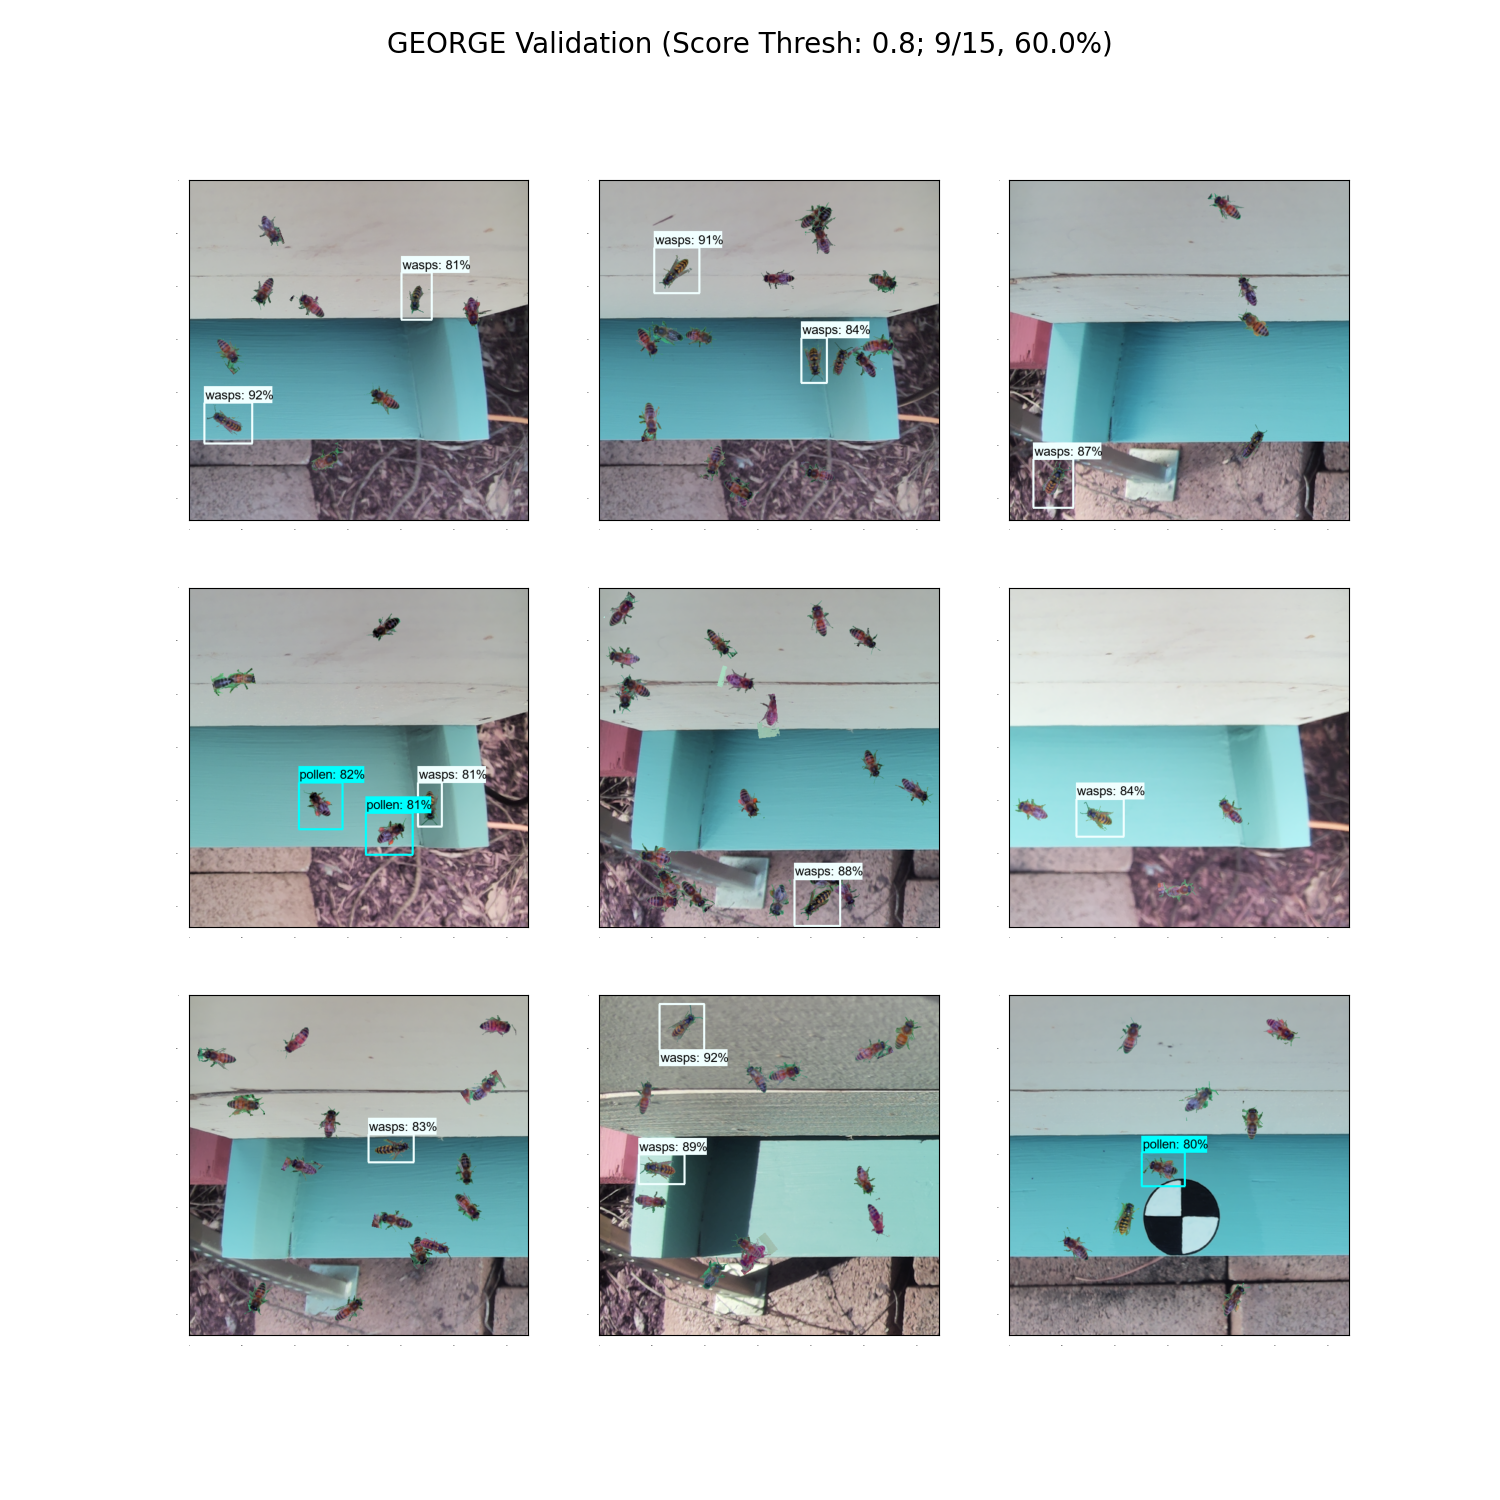 GEORGE Validation (Score Thresh: 0.8; 9/15, 60.0%)
wasps: 81%
wasps: 92%
wasps: 91%
wasps: 84%
wasps: 87%
pollen: 82%
wasps: 81%
pollen: 81%
wasps: 88%
wasps: 84%
wasps: 83%
wasps: 92%
wasps: 89%
pollen: 80%